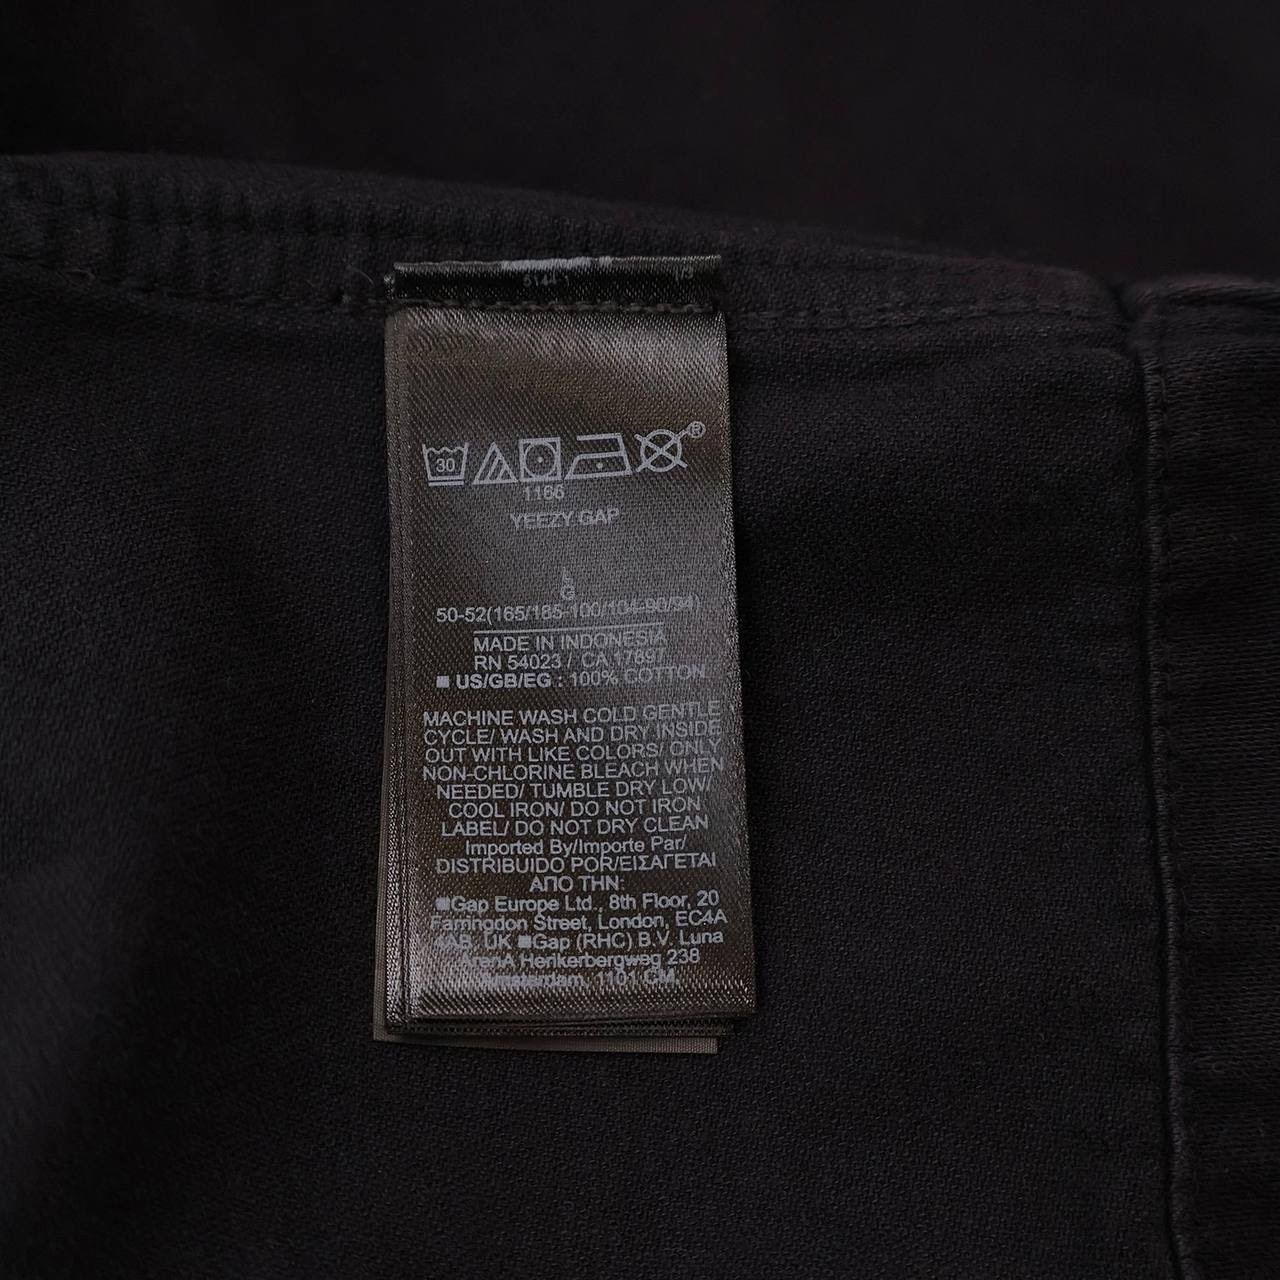 30
®
1166
YEEZY GAP
L
G
50-52(165/185-100/104-90/94)
MADE IN INDONESIA
RN 54023 / CA 17897
■ US/GB/EG : 100% COTTON
MACHINE WASH COLD GENTLE
CYCLE/ WASH AND DRY INSIDE
OUT WITH LIKE COLORS/ ONLY
NON-CHLORINE BLEACH WHEN
NEEDED/ TUMBLE DRY LOW/
COOL IRON/ DO NOT IRON
LABEL/ DO NOT DRY CLEAN
Imported By/Importe Par/
DISTRIBUIDO POR/ΕΙΣΑΓΕΤΑΙ
ΑΠΟ ΤΗΝ:
■Gap Europe Ltd., 8th Floor, 20
Farringdon Street, London, EC4A
4AB, UK ■Gap (RHC) B.V. Luna
ArenA Herikerbergweg 238
Amsterdam, 1101 CM.